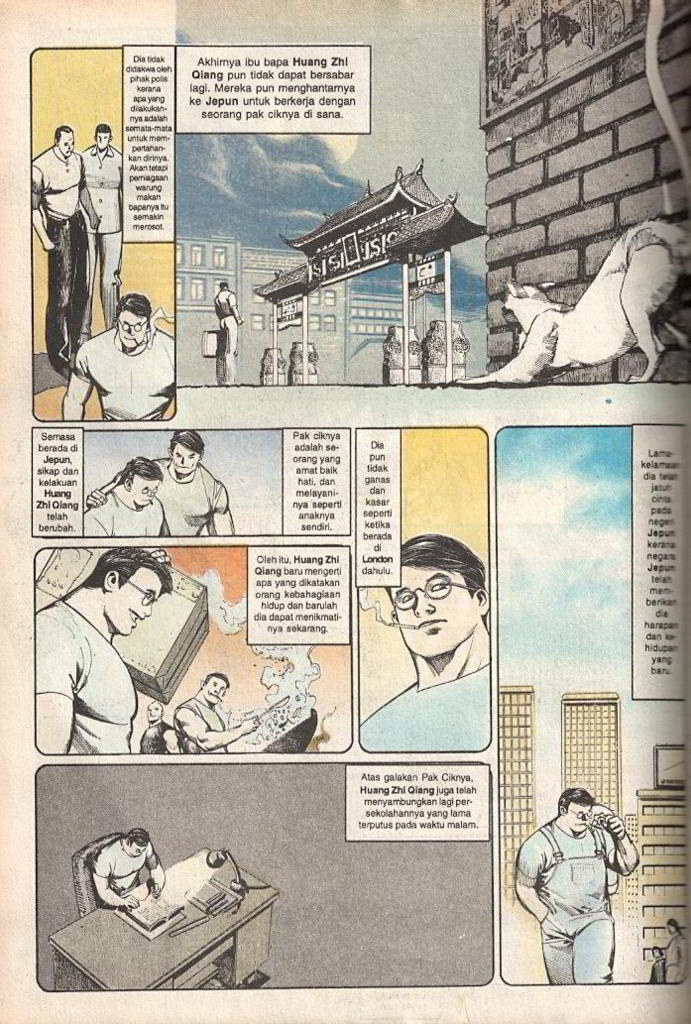 Dia tidak
didakwa oleh
pihak polis
kerana
apa yang
dilakukan-
nya adalah
semata-mata
untuk mem-
pertahan-
kan dirinya.
Akan tetapi
perniagaan
warung
makan
bapanya itu
semakin
merosot.
Akhirnya ibu bapa Huang Zhi
Qiang pun tidak dapat bersabar
lagi. Mereka pun menghantarnya
ke Jepun untuk berkerja dengan
seorang pak ciknya di sana.
Semasa
berada di
Jepun,
sikap dan
kelakuan
Huang
Zhi Qiang
telah
berubah.
Pak ciknya
adalah se-
orang yang
amat baik
hati, dan
melayani-
nya seperti
anaknya
sendiri.
Dia
pun
tidak
ganas
dan
kasar
seperti
ketika
berada
di
London
dahulu.
Oleh itu, Huang Zhi
Qiang baru mengerti
apa yang dikatakan
orang kebahagiaan
hidup dan barulah
dia dapat menikmati-
nya sekarang.
Atas galakan Pak Ciknya,
Huang Zhi Qiang juga telah
menyambungkan lagi per-
sekolahannya yang lama
terputus pada waktu malam.
Lama-
kelamaan
dia telah
jatuh
cinta
pada
negeri
Jepun
kerana
negara
Jepun
telah
mem-
berikan
dia
harapan
dan ke-
hidupan
yang
baru.